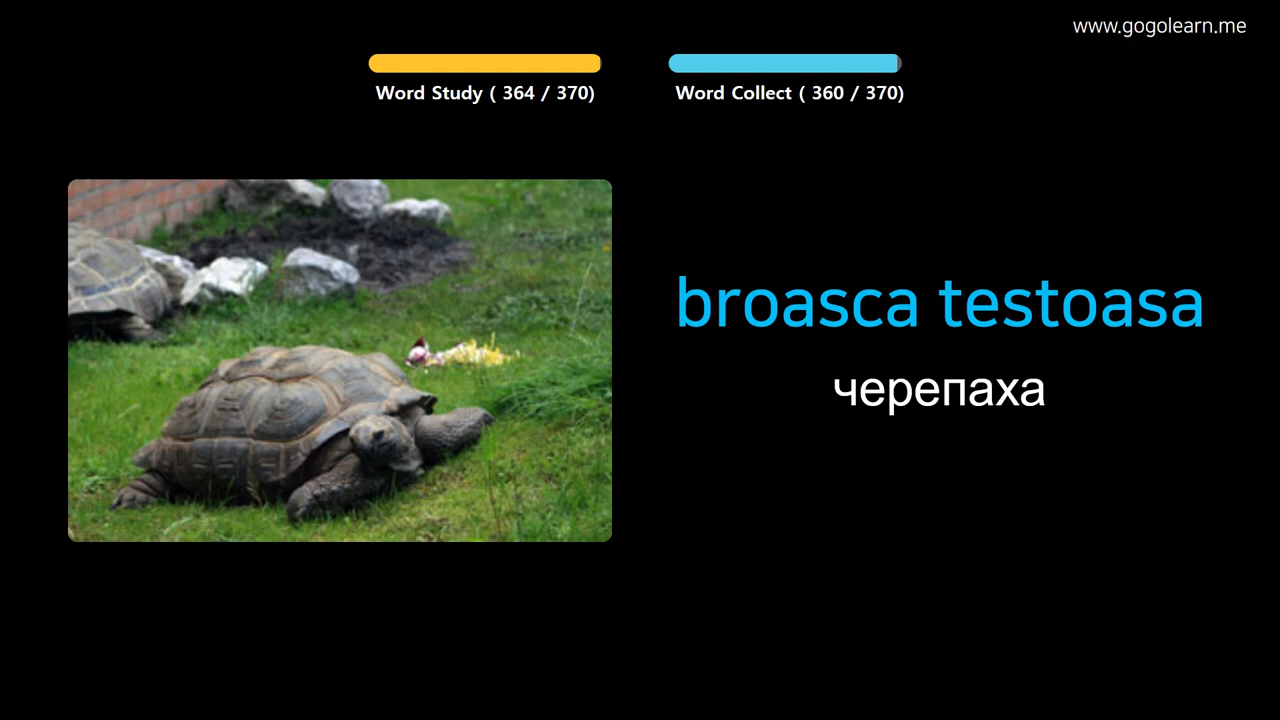 www.gogolearn.me
Word Study ( 364 / 370)
Word Collect ( 360 / 370)
broasca testoasa
черепаха